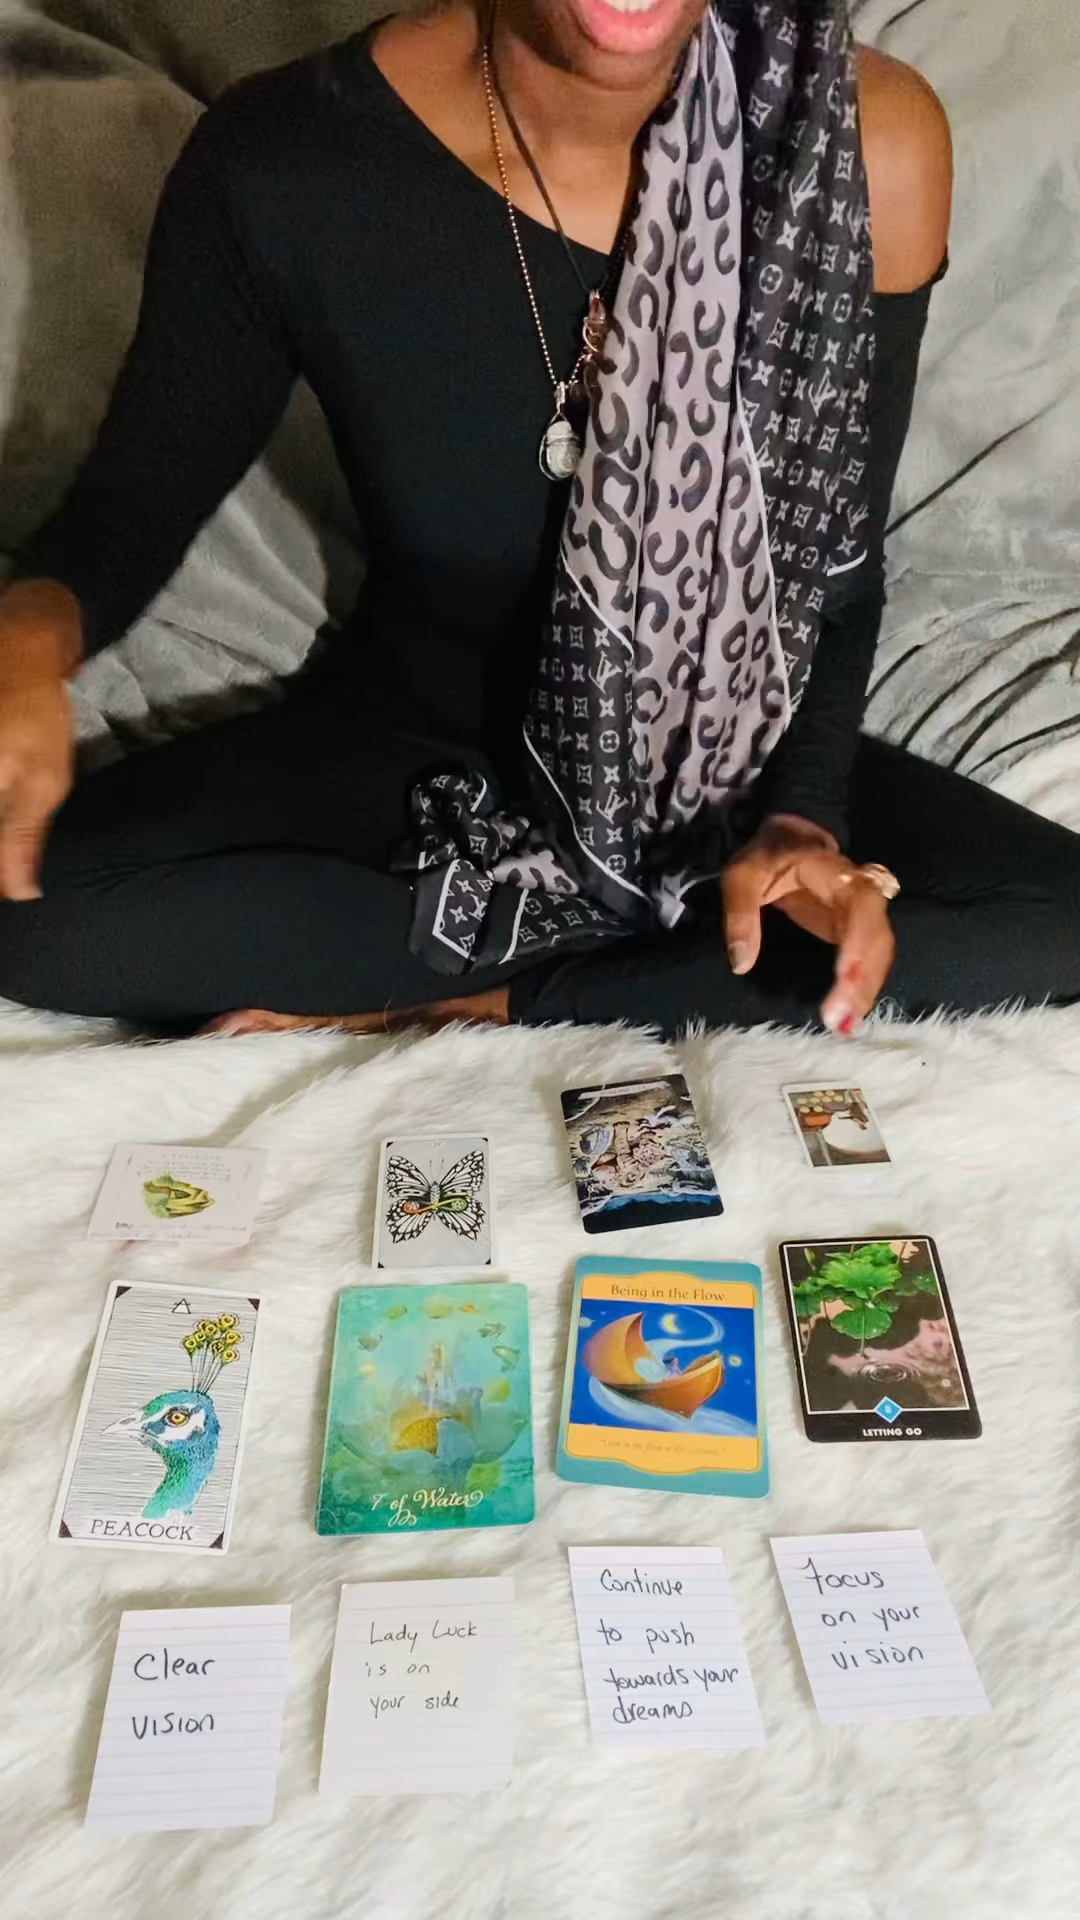 Being in the Flow
PEACOCK
7 of Water
8
LETTING GO
Clear
vision
Lady Luck
is on
your side
Continue
to push
towards your
dreams
Focus
on your
vision